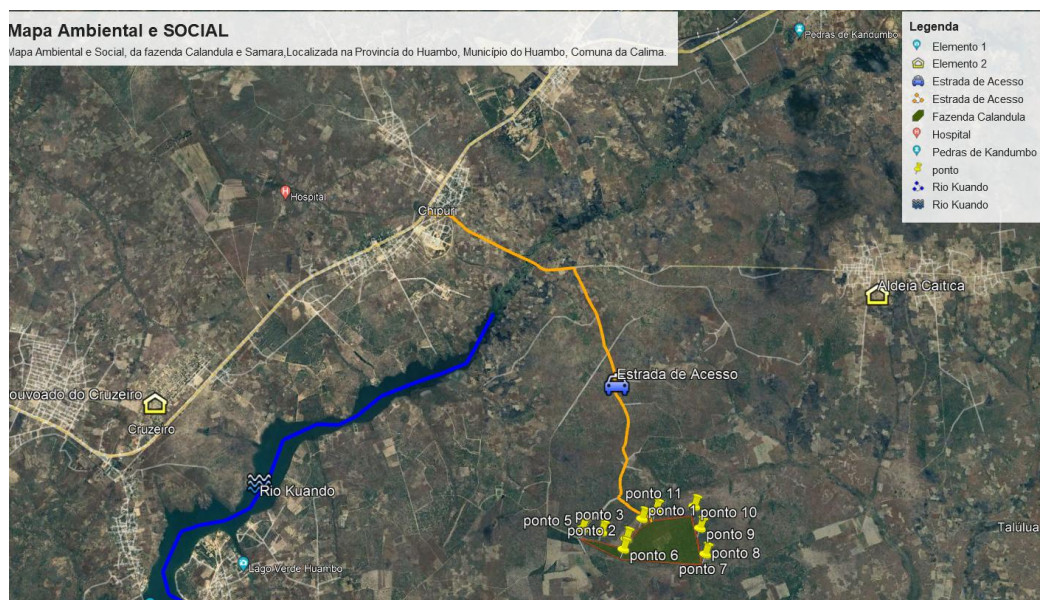 Mapa Ambiental e SOCIAL
Mapa Ambiental e Social, da fazenda Calandula e Samara,Localizada na Província do Huambo, Município do Huambo, Comuna da Calima.
Legenda
Elemento 1
Elemento 2
Estrada de Acesso
Estrada de Acesso
Fazenda Calandula
Hospital
Pedras de Kandumbo
ponto
Rio Kuando
Rio Kuando
Pedras de Kandumbo
Hospital
Chipuri
Aldeia Caitica
Estrada de Acesso
ouvoado do Cruzeiro
Cruzeiro
Rio Kuando
ponto 11
ponto 5
ponto 3
ponto 1
ponto 10
ponto 2
ponto 9
ponto 6
ponto 8
ponto 7
Talúlua
Lago Verde Huambo